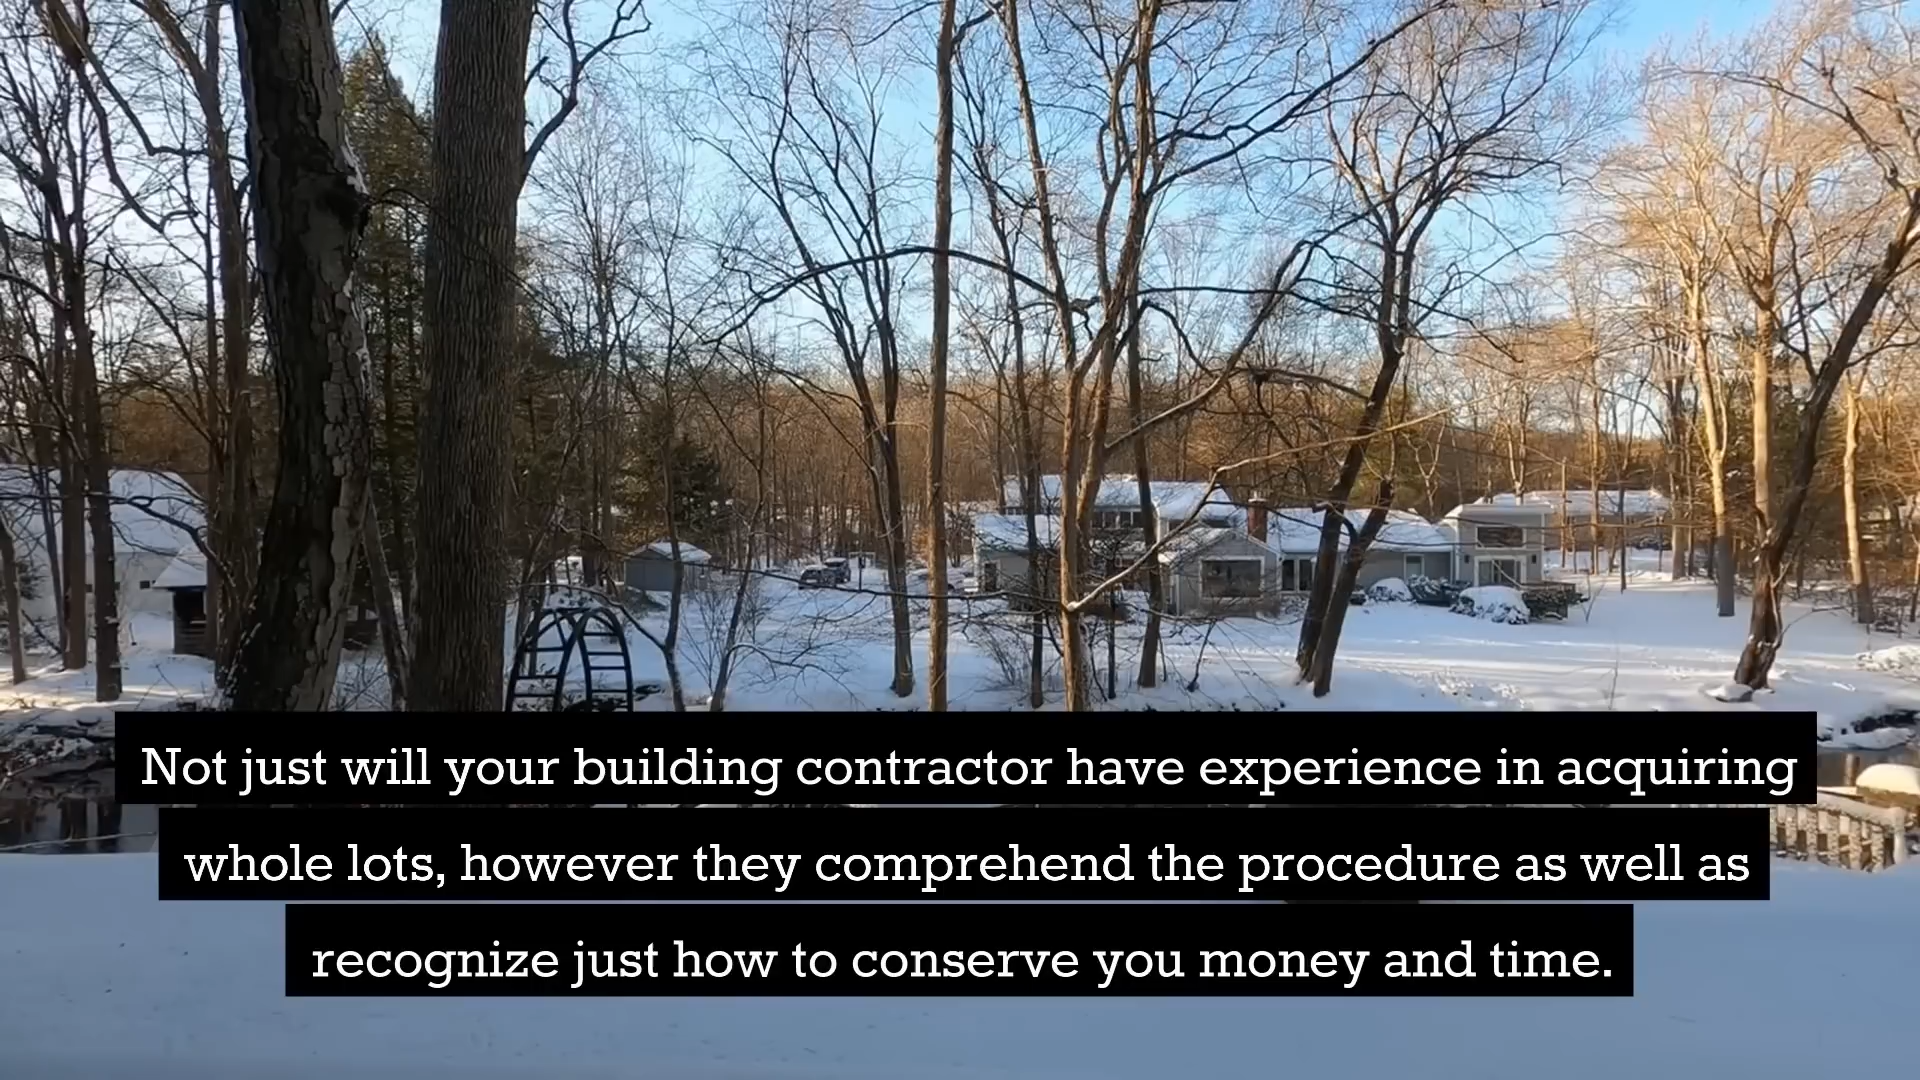 Not just will your building contractor have experience in acquiring
whole lots, however they comprehend the procedure as well as
recognize just how to conserve you money and time.